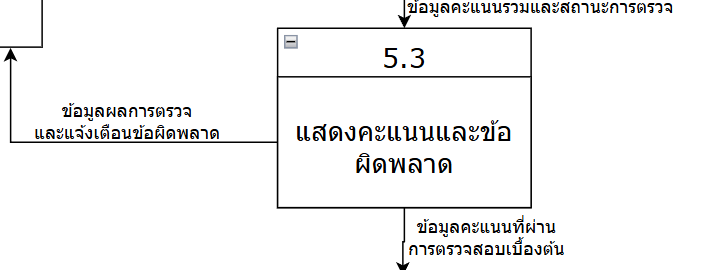 ข้อมูลคะแนนรวมและสถานะการตรวจ
5.3
ข้อมูลผลการตรวจ
และแจ้งเตือนข้อผิดพลาด
แสดงคะแนนและข้อ
ผิดพลาด
ข้อมูลคะแนนที่ผ่าน
การตรวจสอบเบื้องต้น